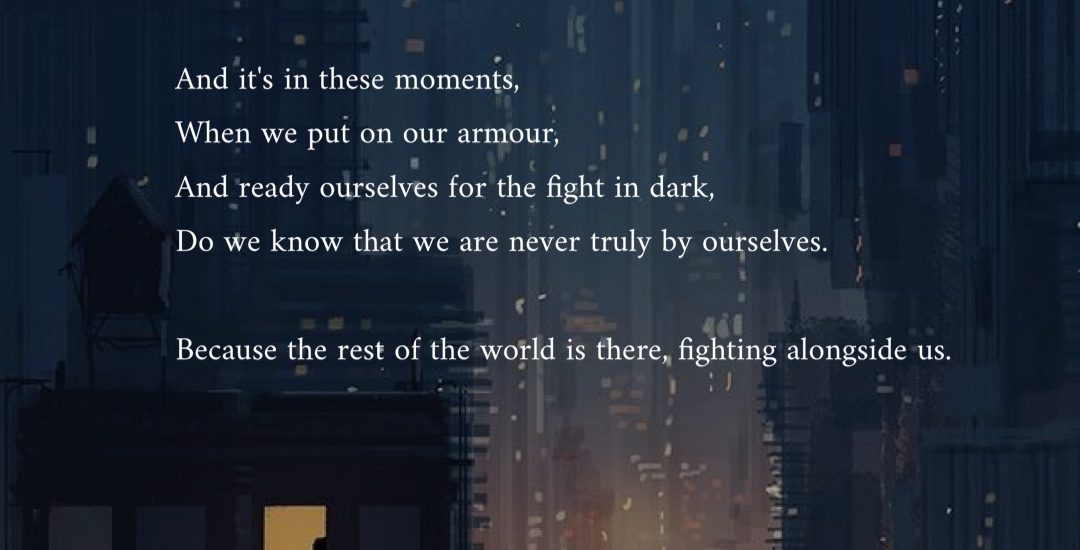 And it's in these moments,
When we put on our armour,
And ready ourselves for the fight in dark,
Do we know that we are never truly by ourselves.
Because the rest of the world is there, fighting alongside us.